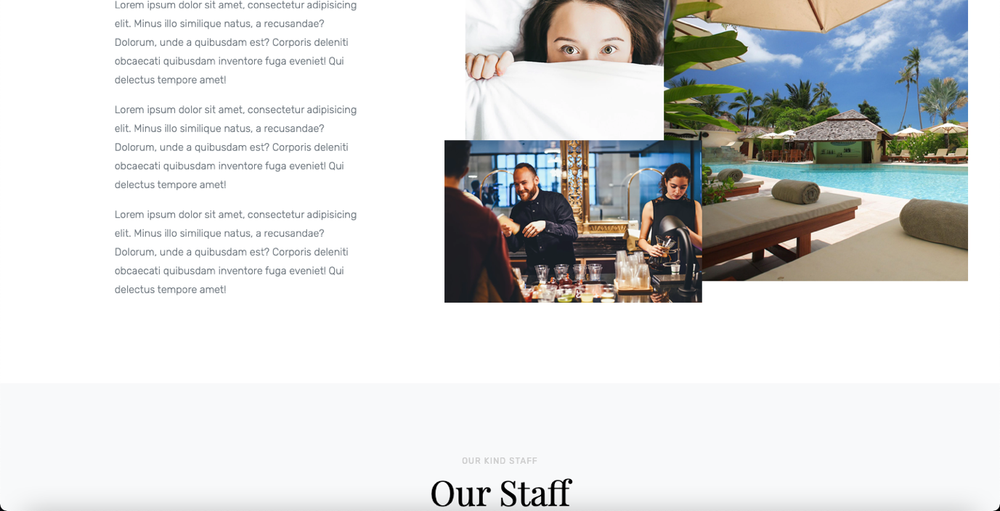 Lorem ipsum dolor sit amet, consectetur adipisicing
elit. Minus illo similique natus, a recusandae?
Dolorum, unde a quibusdam est? Corporis deleniti
obcaecati quibusdam inventore fuga eveniet! Qui
delectus tempore amet!
Lorem ipsum dolor sit amet, consectetur adipisicing
elit. Minus illo similique natus, a recusandae?
Dolorum, unde a quibusdam est? Corporis deleniti
obcaecati quibusdam inventore fuga eveniet! Qui
delectus tempore amet!
Lorem ipsum dolor sit amet, consectetur adipisicing
elit. Minus illo similique natus, a recusandae?
Dolorum, unde a quibusdam est? Corporis deleniti
obcaecati quibusdam inventore fuga eveniet! Qui
delectus tempore amet!
OUR KIND STAFF
Our Staff